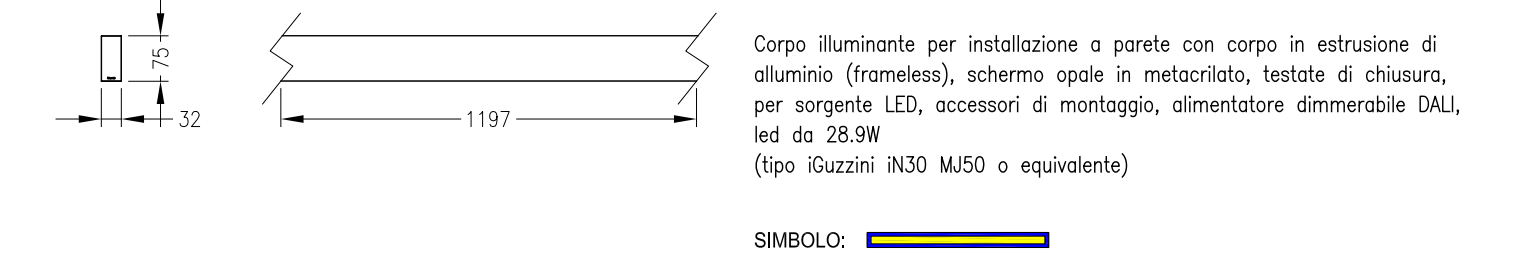 75
32
1197
Corpo illuminante per installazione a parete con corpo in estrusione di
alluminio (frameless), schermo opale in metacrilato, testate di chiusura,
per sorgente LED, accessori di montaggio, alimentatore dimmerabile DALI,
led da 28.9W
(tipo iGuzzini iN30 MJ50 o equivalente)
SIMBOLO: